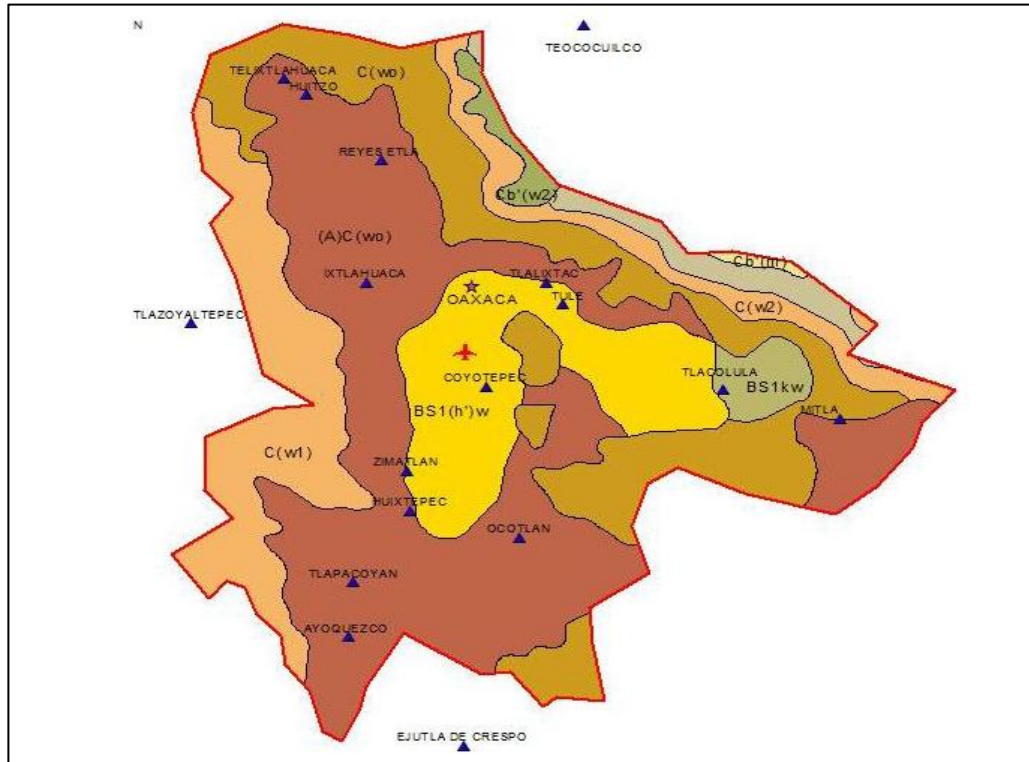 N
TEOCOCUILCO
C(wo)
TELIXTLAHUACA
HUITZO
REYES ETLA
Cb'(w2)
(A)C(wo)
Cb'(m)
IXTLAHUACA
TLALIXTAC
OAXACA
TULE
C(w2)
TLAZOYALTEPEC
COYOTEPEC
TLACOLULA
BS1kw
BS1(h')w
MITLA
C(w1)
ZIMATLAN
HUIXTEPEC
OCOTLAN
TLAPACOYAN
AYOQUEZCO
EJUTLA DE CRESPO